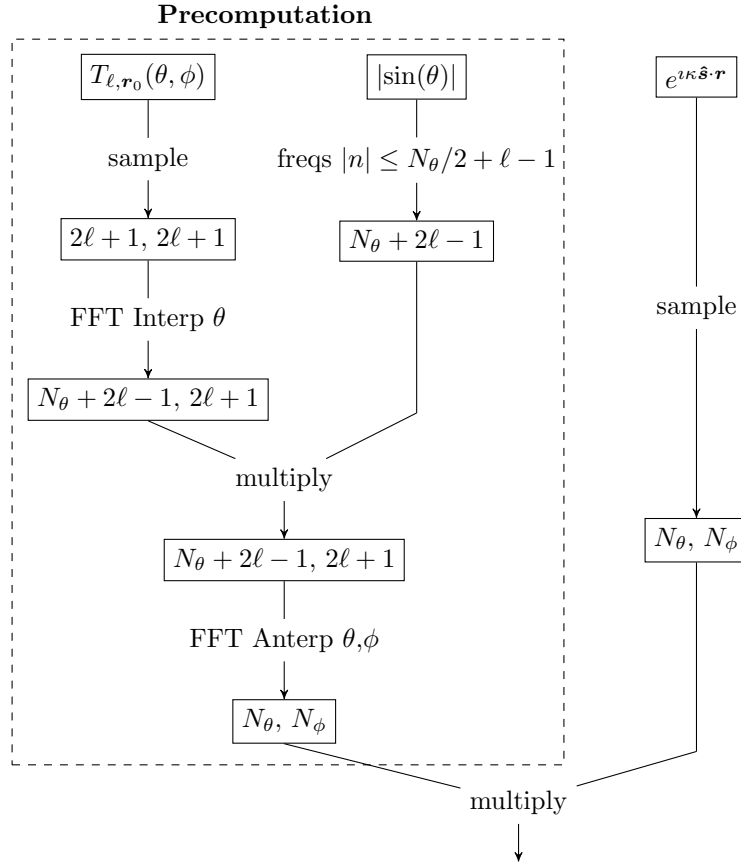 Precomputation
T_{ℓ,r₀}(θ, ϕ)
|sin(θ)|
e^{ıκŝ·r}
sample
freqs |n| ≤ N_θ/2 + ℓ − 1
2ℓ + 1, 2ℓ + 1
N_θ + 2ℓ − 1
FFT Interp θ
sample
N_θ + 2ℓ − 1, 2ℓ + 1
multiply
N_θ + 2ℓ − 1, 2ℓ + 1
N_θ, N_ϕ
FFT Anterp θ,ϕ
N_θ, N_ϕ
multiply